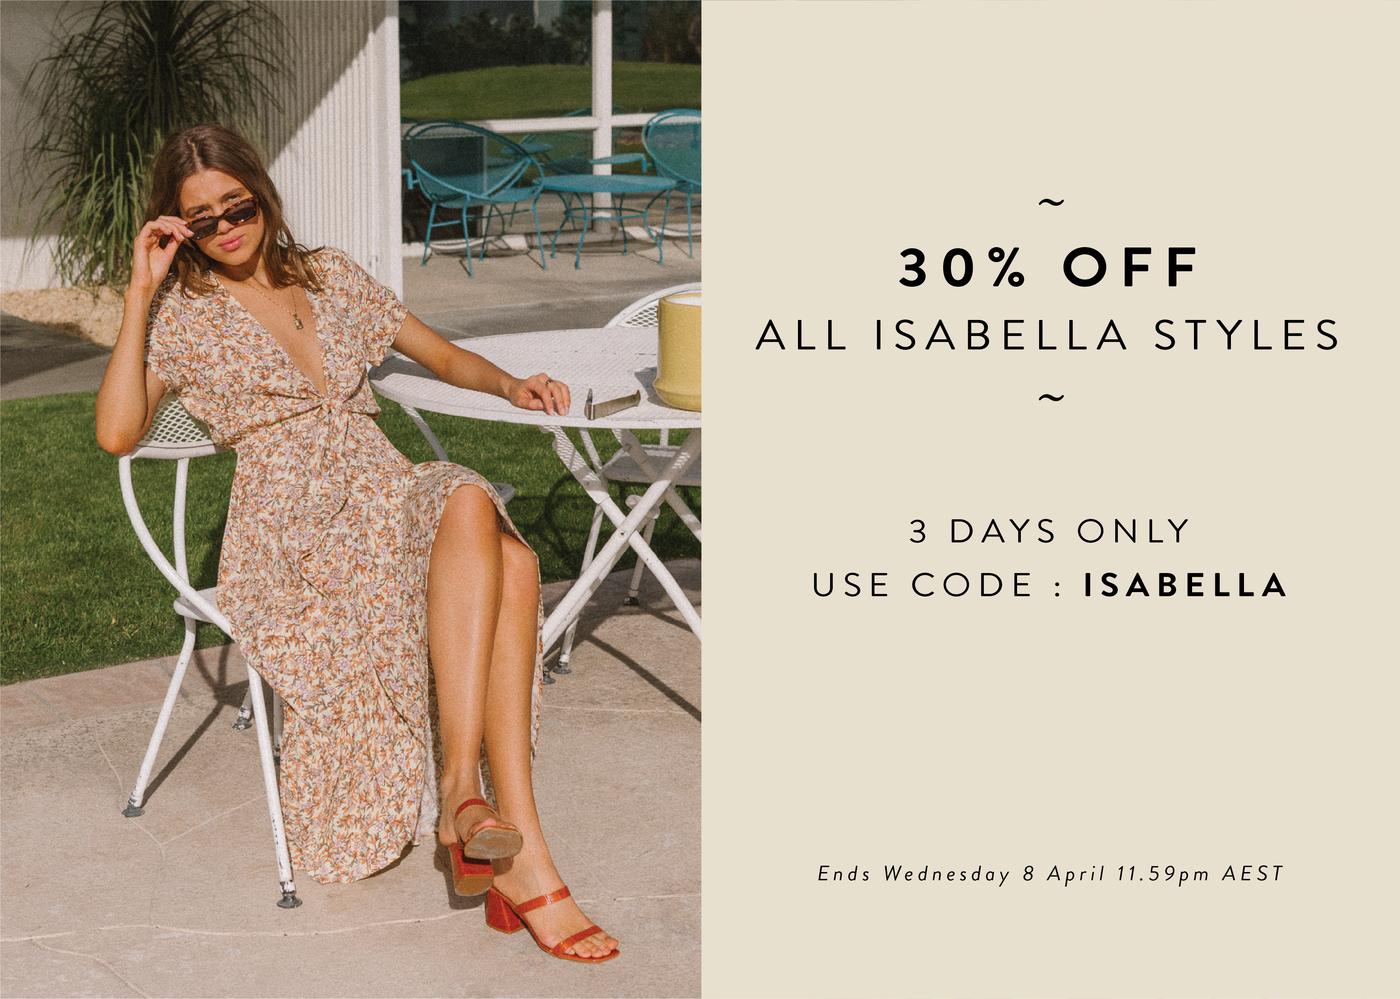 ~
30% OFF
ALL ISABELLA STYLES
~
3 DAYS ONLY
USE CODE : ISABELLA
Ends Wednesday 8 April 11.59pm AEST